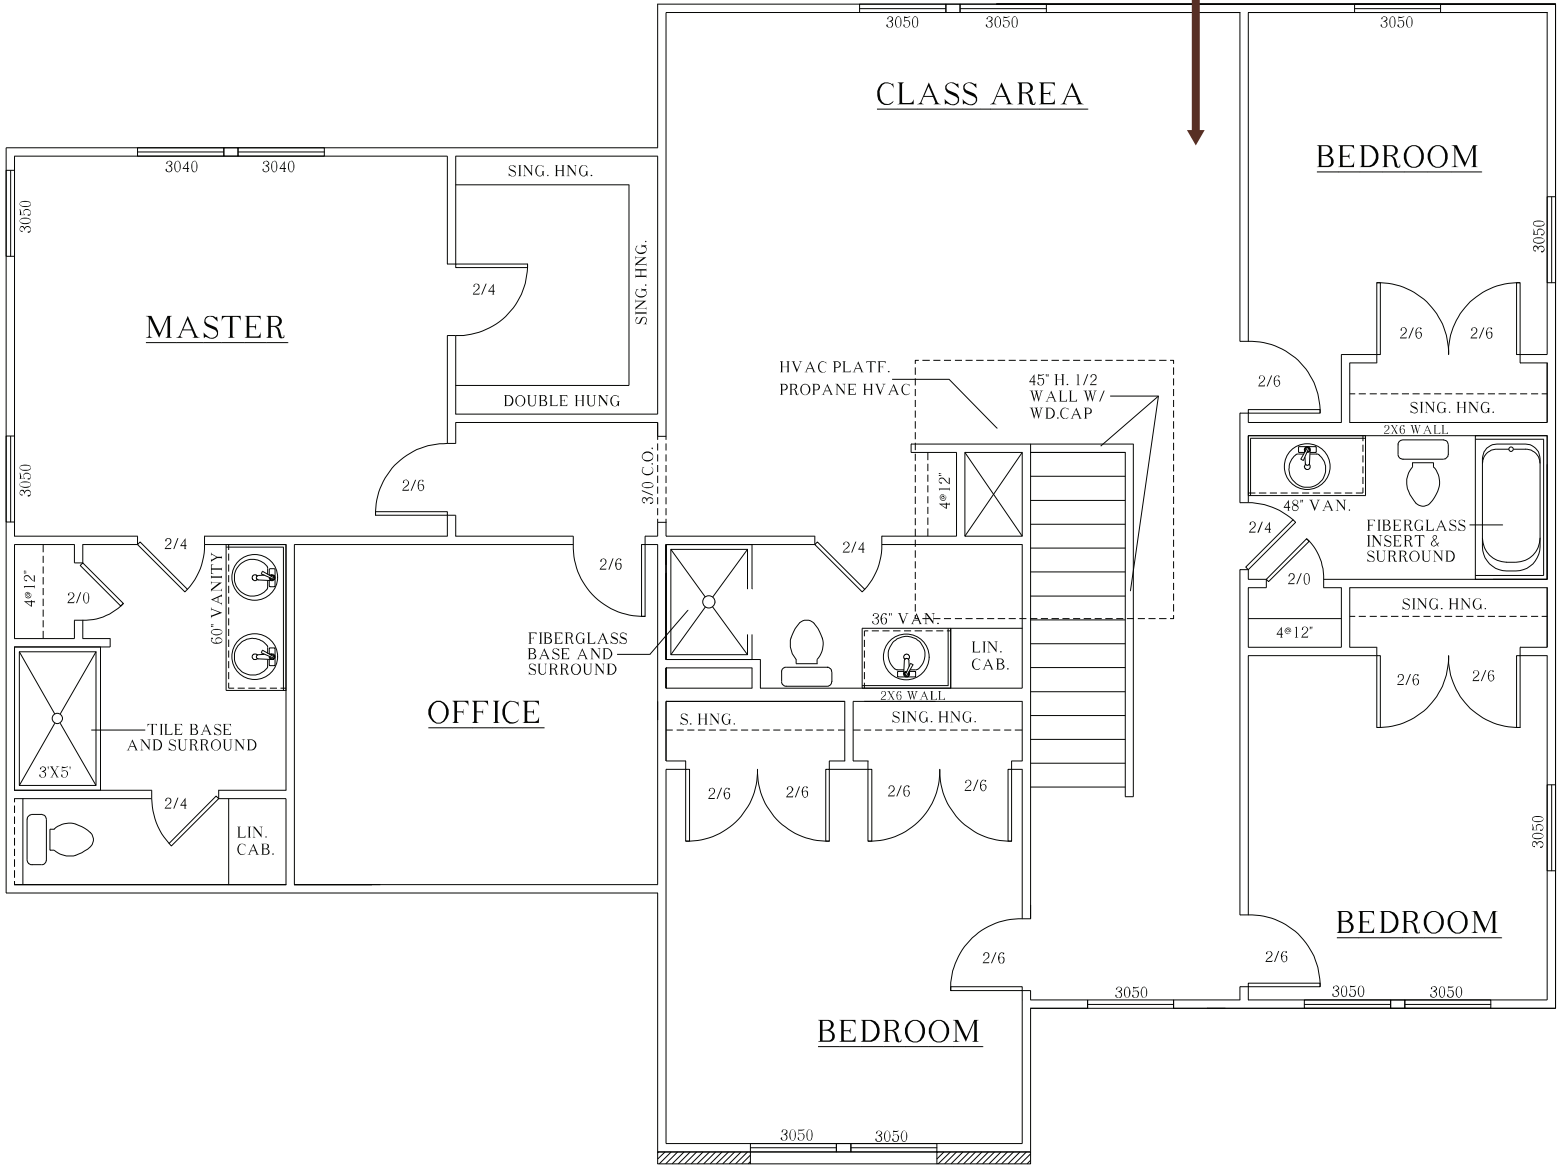 3050
3050
3050
CLASS AREA
BEDROOM
3040
3040
SING. HNG.
3050
SING. HNG.
3050
2/4
MASTER
2/6
2/6
HVAC PLATF.
PROPANE HVAC
45" H. 1/2
WALL W/
WD.CAP
2/6
DOUBLE HUNG
SING. HNG.
2X6 WALL
3050
2/6
3/0 C.O.
4@12"
48" VAN.
2/4
FIBERGLASS
INSERT &
SURROUND
2/4
2/4
2/6
2/0
4@12"
2/0
60" VANITY
SING. HNG.
36" VAN.
4@12"
FIBERGLASS
BASE AND
SURROUND
LIN.
CAB.
2/6
2/6
2X6 WALL
OFFICE
S. HNG.
SING. HNG.
TILE BASE
AND SURROUND
3'X5'
2/6
2/6
2/6
2/6
2/4
LIN.
CAB.
3050
BEDROOM
2/6
2/6
3050
3050
3050
BEDROOM
3050
3050